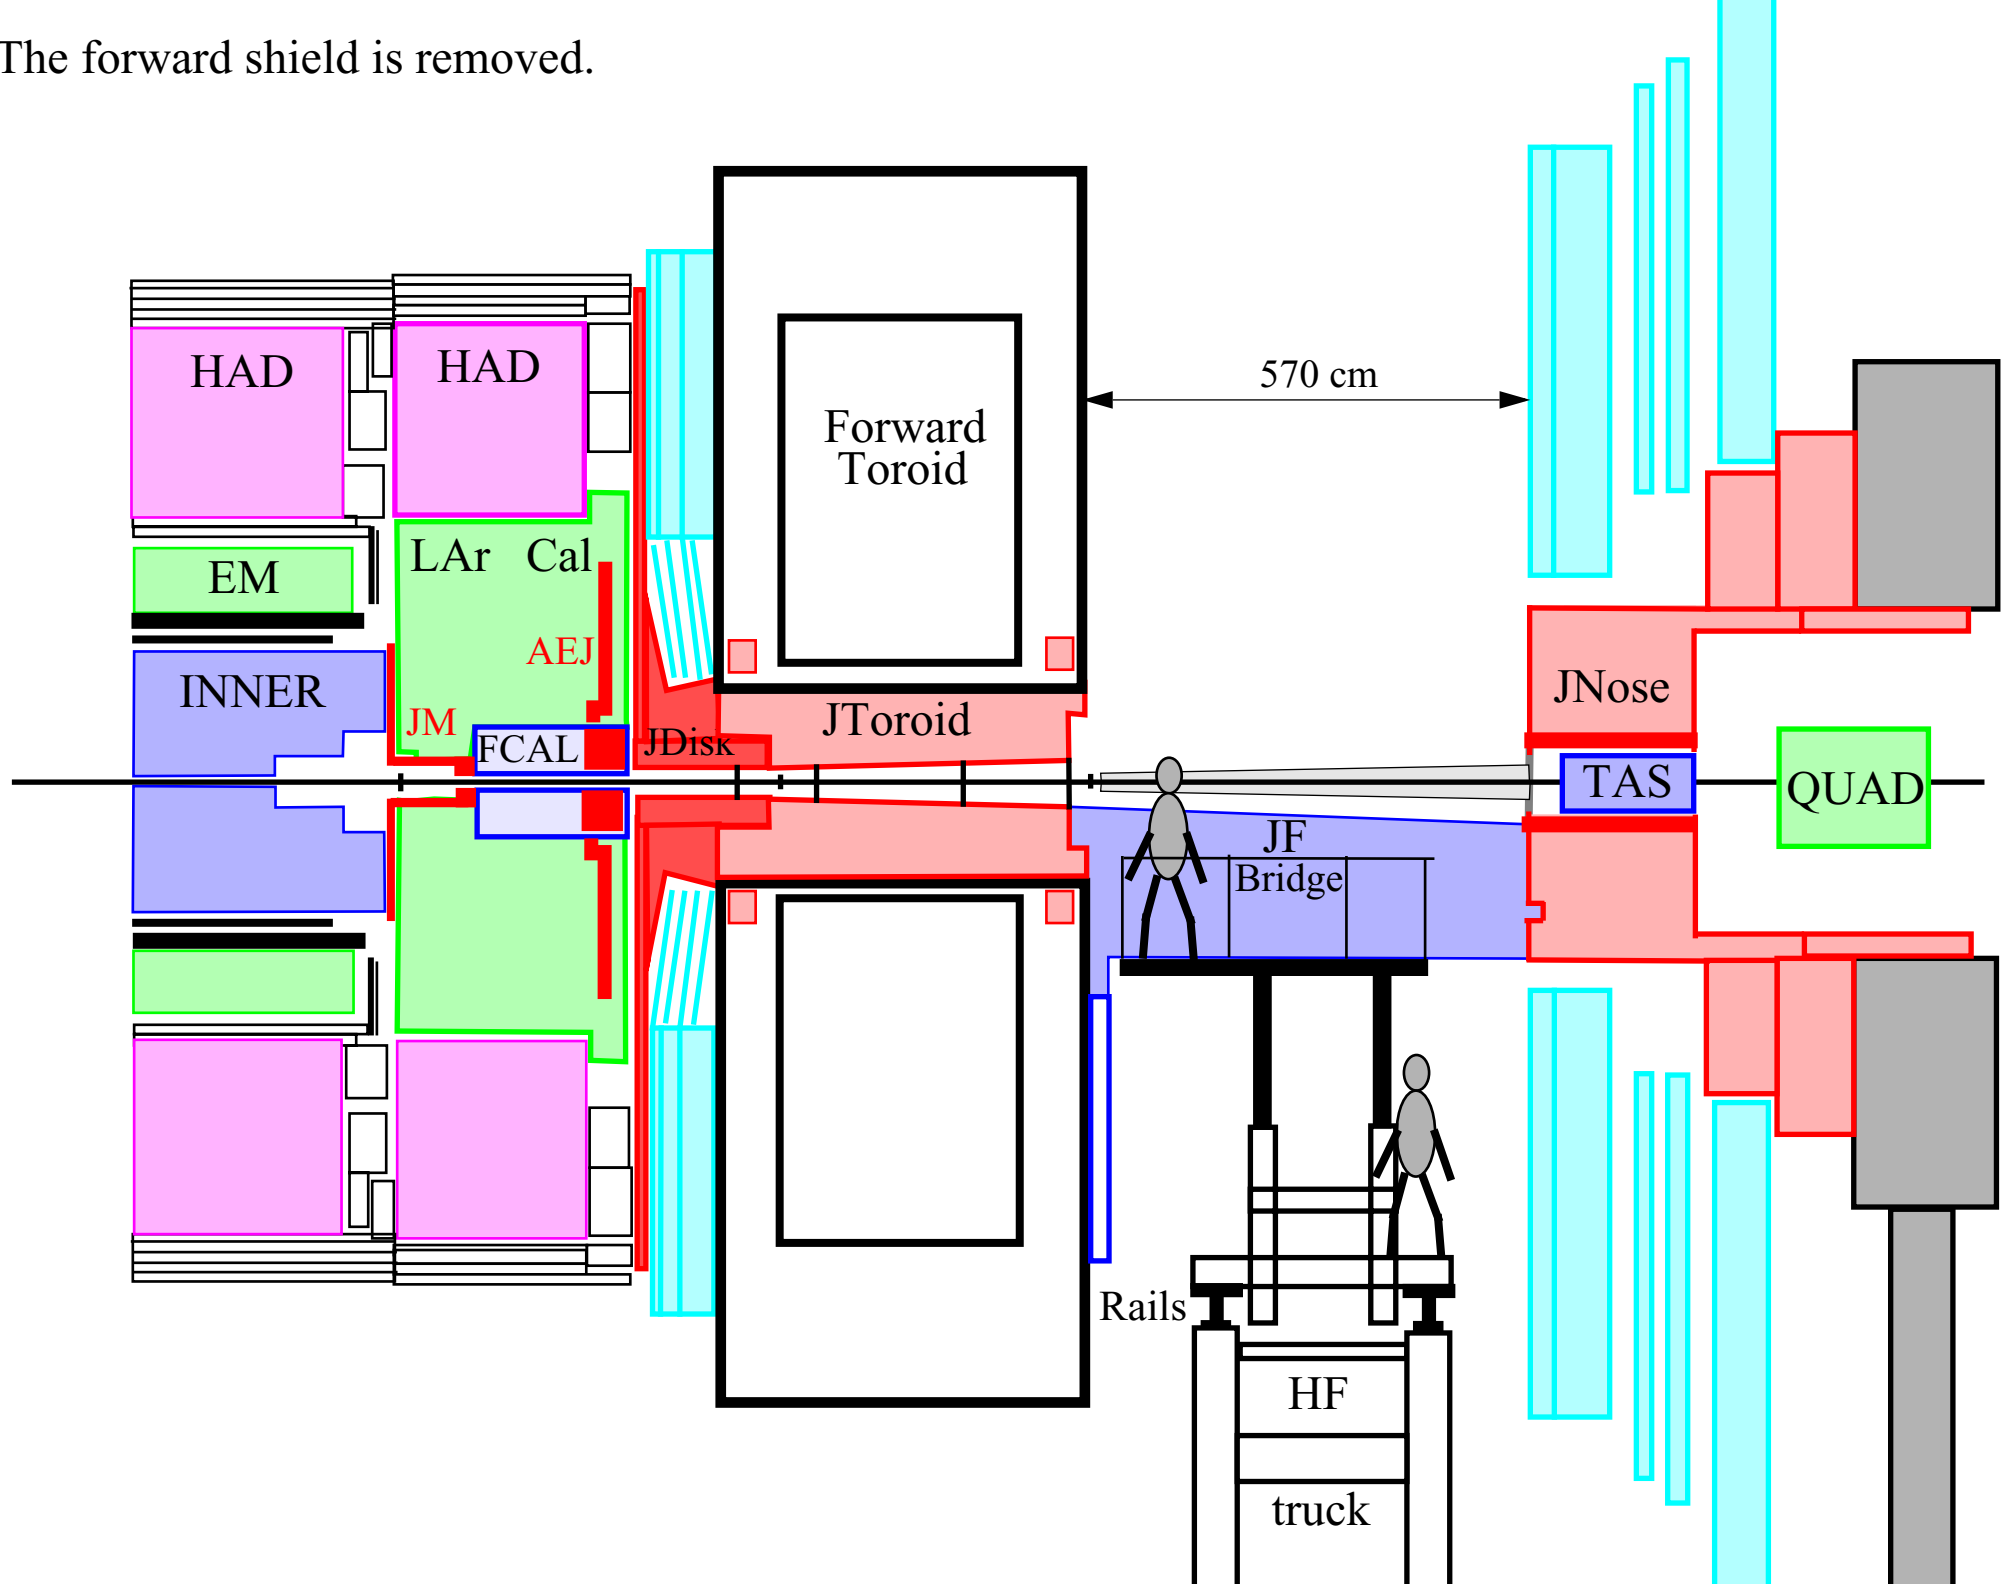 The forward shield is removed.
570 cm
HAD
HAD
Forward
Toroid
LAr Cal
EM
AEJ
INNER
JM
JNose
JToroid
FCAL
JDisk
TAS
QUAD
JF
Bridge
Rails
HF
truck